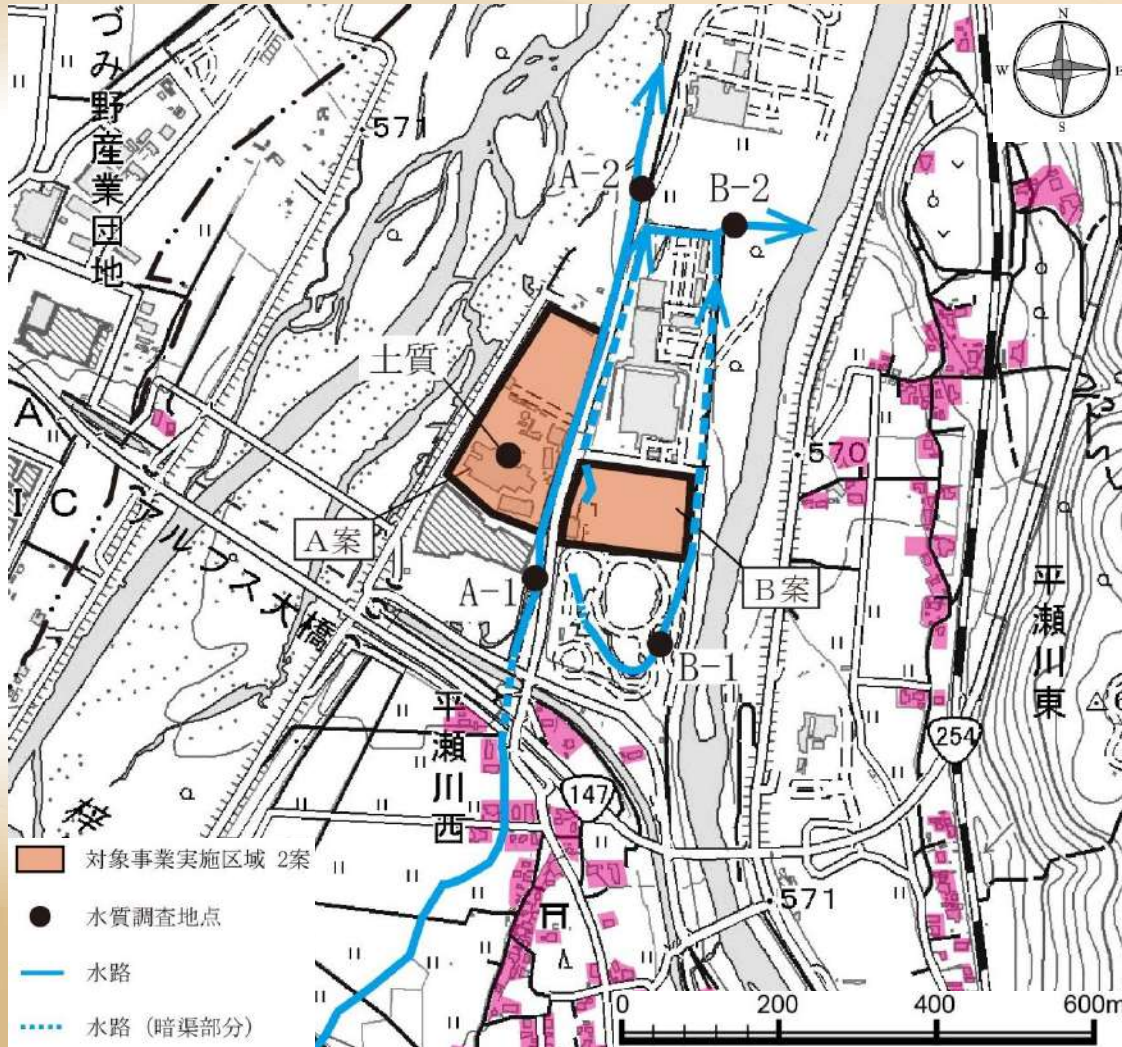 づみ野産業団地
N
W
E
S
571
A-2
B-2
土質
A案
570
A
IC
アルプス大橋
A-1
B案
B-1
平瀬川東
平瀬川西
254
147
571
梓
対象事業実施区域 2案
水質調査地点
水路
水路（暗渠部分）
0 200 400 600m